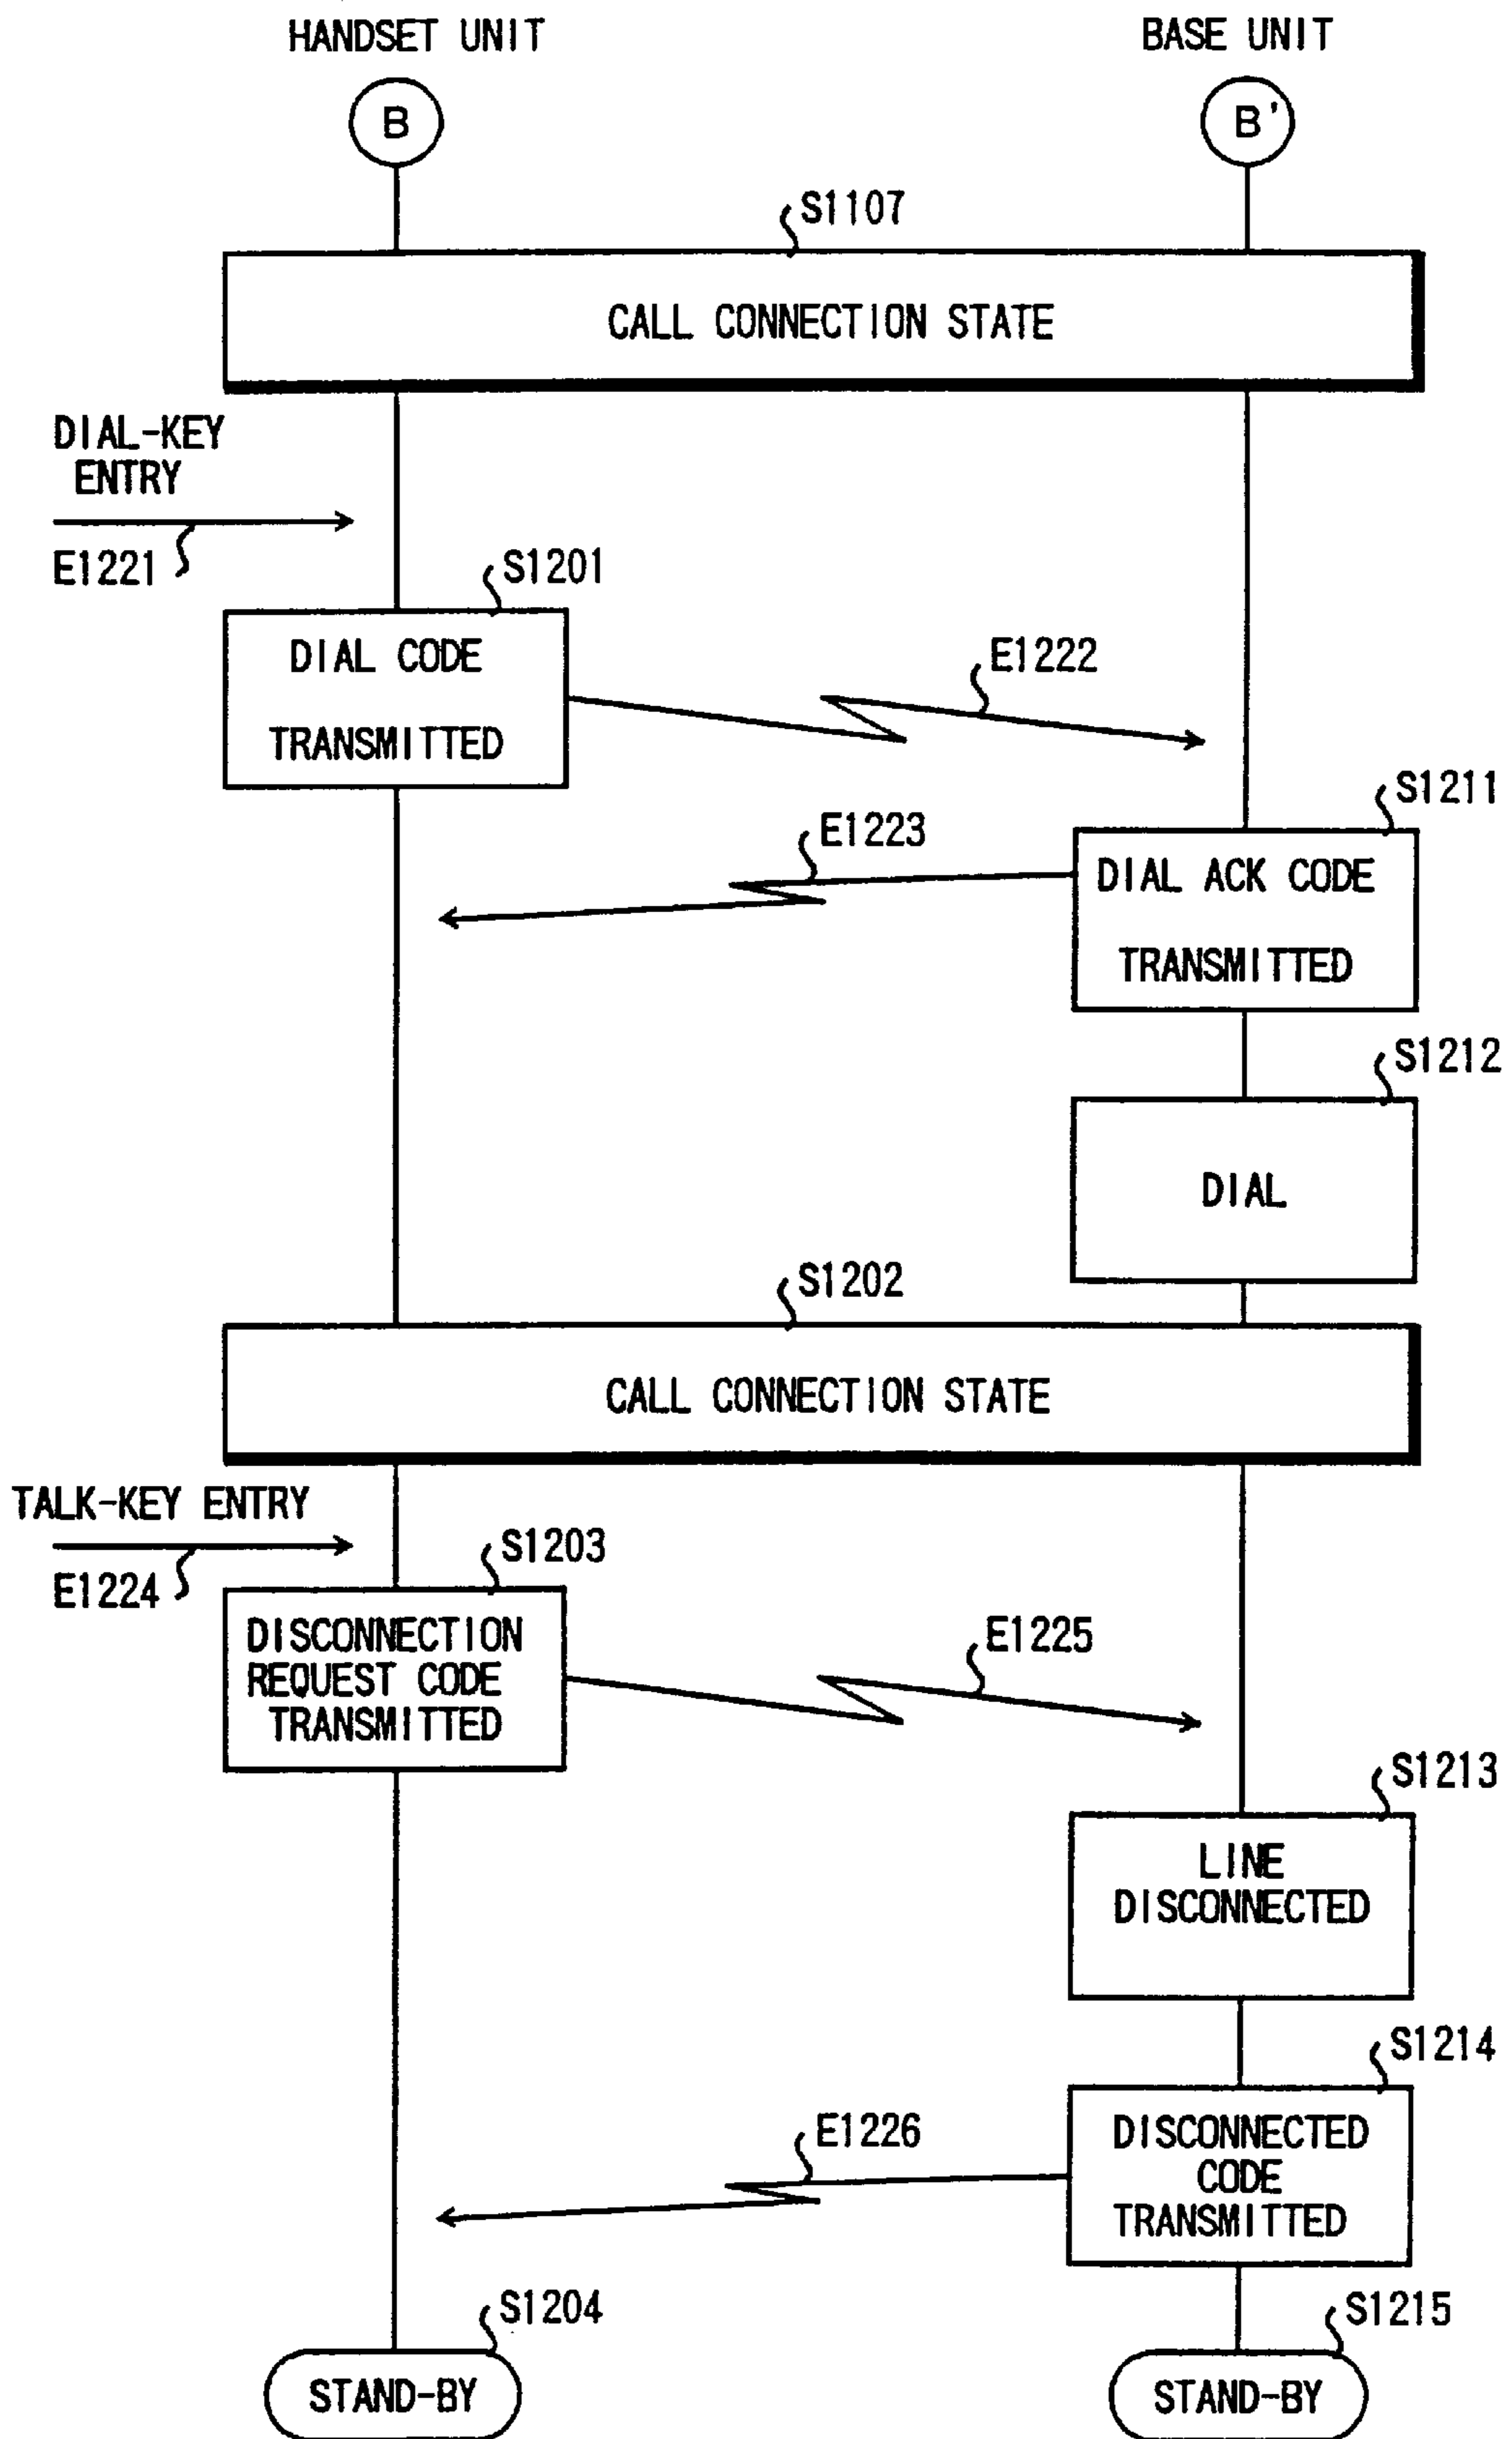 HANDSET UNIT
BASE UNIT
B
B'
S1107
CALL CONNECTION STATE
DIAL-KEY
ENTRY
E1221
S1201
DIAL CODE
TRANSMITTED
E1222
S1211
E1223
DIAL ACK CODE
TRANSMITTED
S1212
DIAL
S1202
CALL CONNECTION STATE
TALK-KEY ENTRY
E1224
S1203
DISCONNECTION
REQUEST CODE
TRANSMITTED
E1225
S1213
LINE
DISCONNECTED
S1214
E1226
DISCONNECTED
CODE
TRANSMITTED
S1204
STAND-BY
S1215
STAND-BY